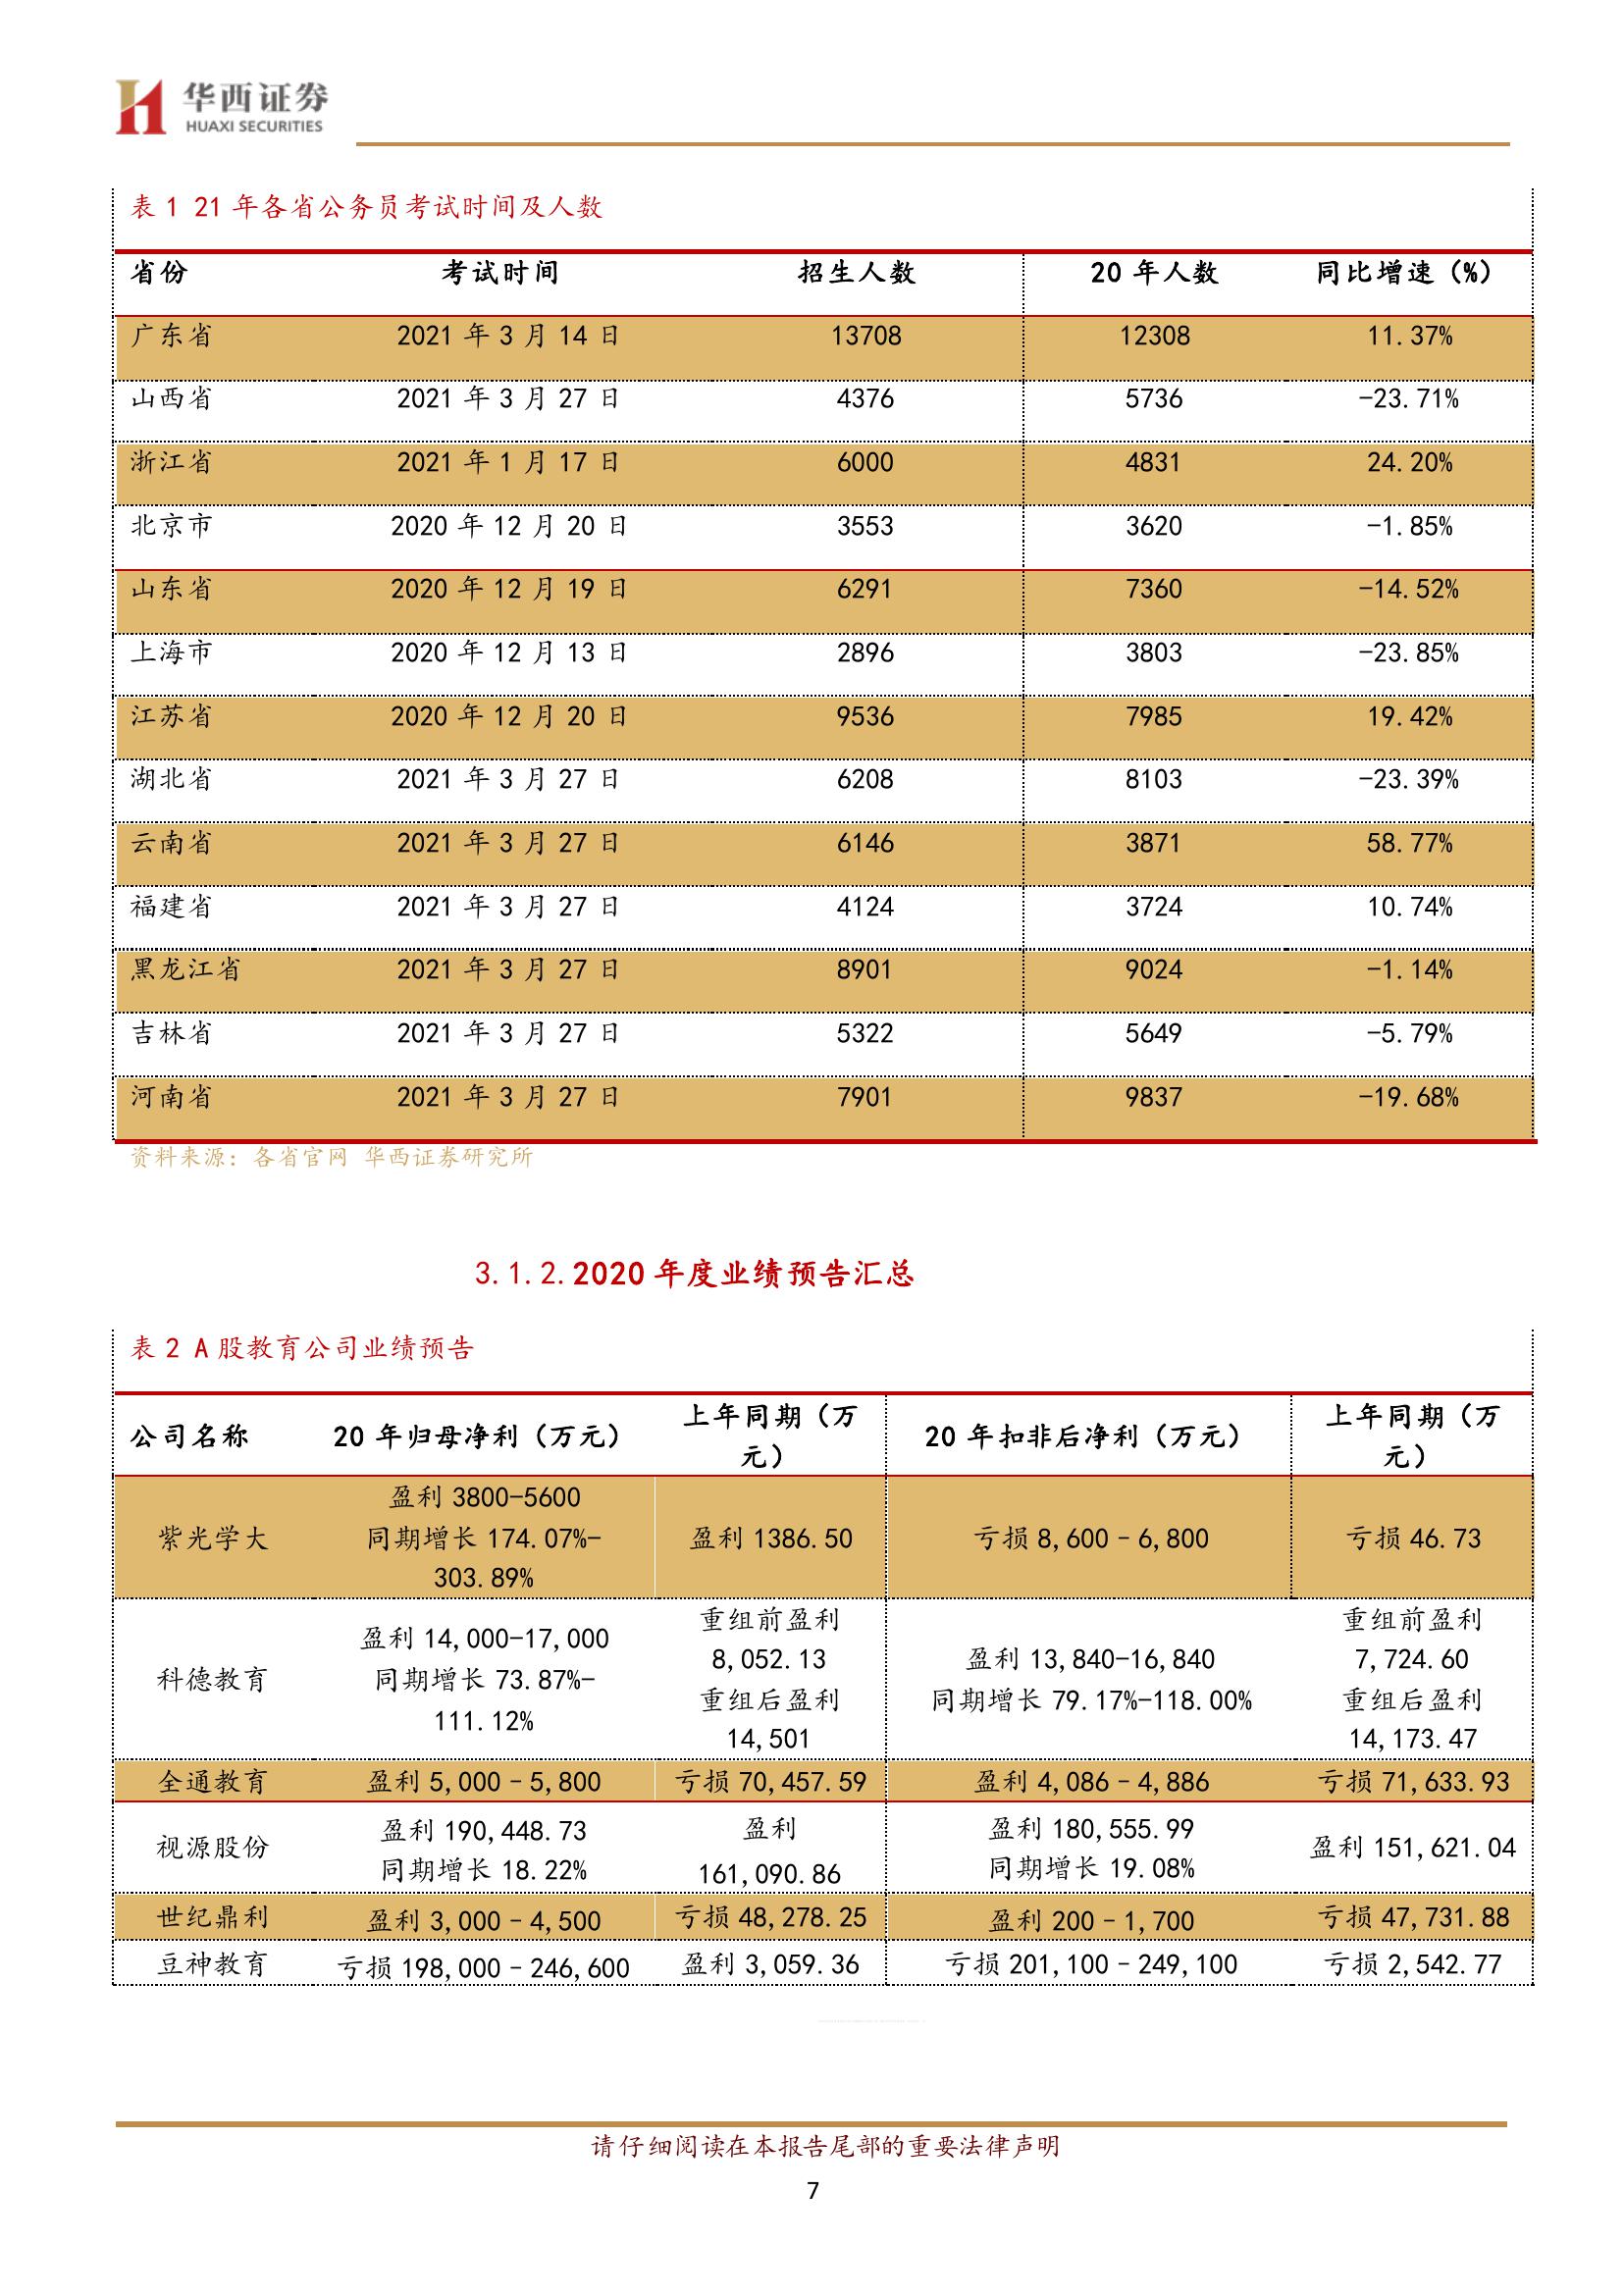 华西证券
HUAXI SECURITIES
表 1 21 年各省公务员考试时间及人数
省份 考试时间 招生人数 20 年人数 同比增速（%）
广东省 2021 年 3 月 14 日 13708 12308 11.37%
山西省 2021 年 3 月 27 日 4376 5736 -23.71%
浙江省 2021 年 1 月 17 日 6000 4831 24.20%
北京市 2020 年 12 月 20 日 3553 3620 -1.85%
山东省 2020 年 12 月 19 日 6291 7360 -14.52%
上海市 2020 年 12 月 13 日 2896 3803 -23.85%
江苏省 2020 年 12 月 20 日 9536 7985 19.42%
湖北省 2021 年 3 月 27 日 6208 8103 -23.39%
云南省 2021 年 3 月 27 日 6146 3871 58.77%
福建省 2021 年 3 月 27 日 4124 3724 10.74%
黑龙江省 2021 年 3 月 27 日 8901 9024 -1.14%
吉林省 2021 年 3 月 27 日 5322 5649 -5.79%
河南省 2021 年 3 月 27 日 7901 9837 -19.68%
资料来源：各省官网 华西证券研究所
3.1.2.2020 年度业绩预告汇总
表 2 A 股教育公司业绩预告
公司名称 20 年归母净利（万元） 上年同期（万
元） 20 年扣非后净利（万元） 上年同期（万
元）
紫光学大 盈利 3800-5600
同期增长 174.07%-
303.89% 盈利 1386.50 亏损 8,600–6,800 亏损 46.73
科德教育 盈利 14,000-17,000
同期增长 73.87%-
111.12% 重组前盈利
8,052.13
重组后盈利
14,501 盈利 13,840-16,840
同期增长 79.17%-118.00% 重组前盈利
7,724.60
重组后盈利
14,173.47
全通教育 盈利 5,000–5,800 亏损 70,457.59 盈利 4,086–4,886 亏损 71,633.93
视源股份 盈利 190,448.73
同期增长 18.22% 盈利
161,090.86 盈利 180,555.99
同期增长 19.08% 盈利 151,621.04
世纪鼎利 盈利 3,000–4,500 亏损 48,278.25 盈利 200–1,700 亏损 47,731.88
豆神教育 亏损 198,000–246,600 盈利 3,059.36 亏损 201,100–249,100 亏损 2,542.77
请仔细阅读在本报告尾部的重要法律声明
7